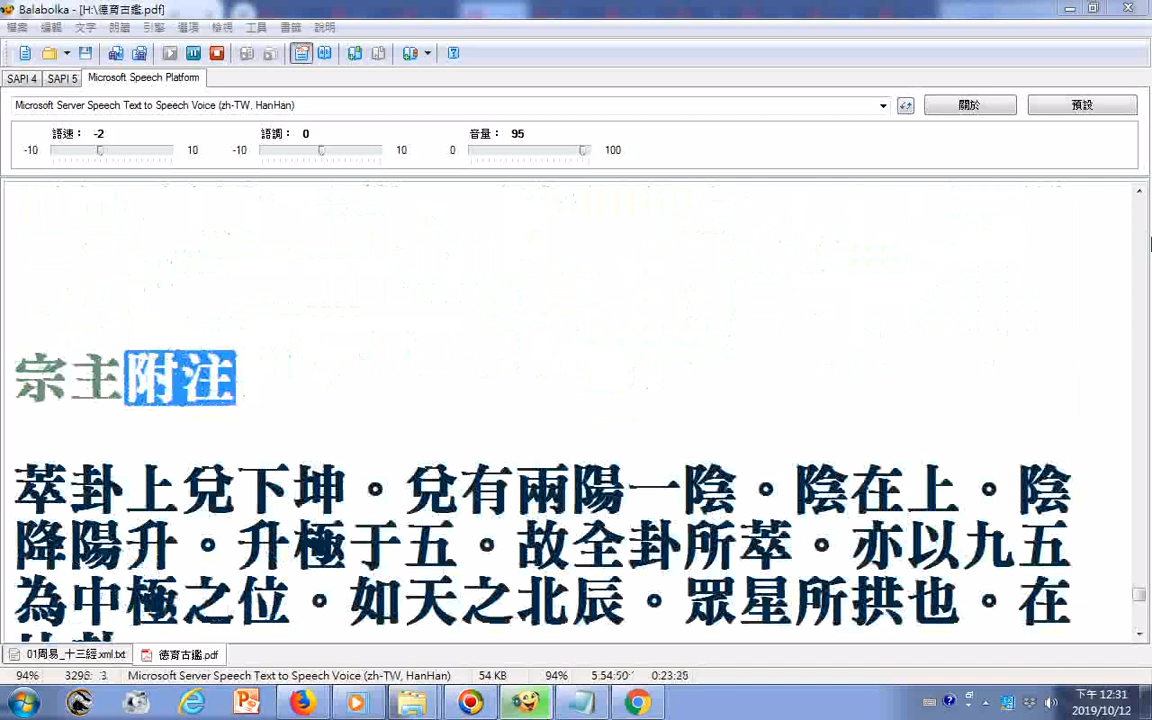 Balabolka - [H:\德育古鑑.pdf]
檔案 編輯 文字 朗讀 引擎 選項 檢視 工具 書籤 說明
SAPI 4 SAPI 5 Microsoft Speech Platform
Microsoft Server Speech Text to Speech Voice (zh-TW, HanHan) 關於 預設
語速： -2 語調： 0 音量： 95
-10 10 -10 10 0 100
宗主附注
萃卦上兌下坤。兌有兩陽一陰。陰在上。陰
降陽升。升極于五。故全卦所萃。亦以九五
為中極之位。如天之北辰。眾星所拱也。在
01周易_十三經.xml.txt 德育古鑑.pdf
94% Microsoft Server Speech Text to Speech Voice (zh-TW, HanHan) 54 KB 94% 5:54:50 0:23:25
下午 12:31
2019/10/12